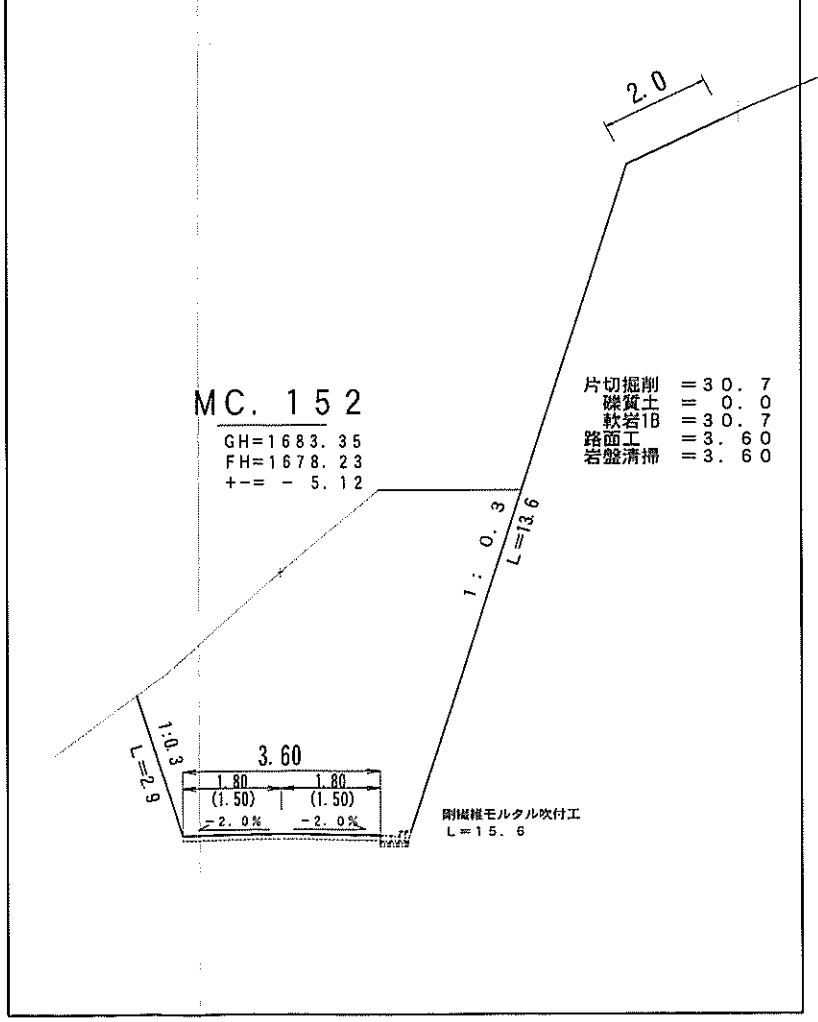 2.0
片切掘削 =30.7
礫質土 = 0.0
軟岩1B =30.7
路面工 =3.60
岩盤清掃 =3.60
MC. 152
GH=1683.35
FH=1678.23
+-= - 5.12
1: 0.3
L=13.6
1:0.3
L=2.9
3.60
1.80 1.80
(1.50) (1.50)
-2.0% -2.0%
剛繊維モルタル吹付工
L=15.6